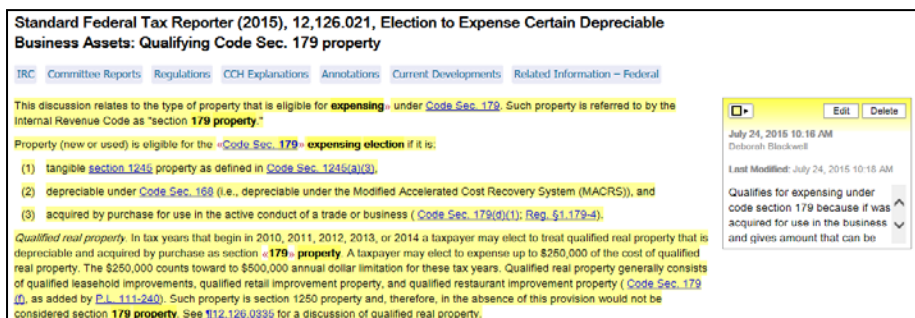 Standard Federal Tax Reporter (2015), 12,126.021, Election to Expense Certain Depreciable
Business Assets: Qualifying Code Sec. 179 property
IRC Committee Reports Regulations CCH Explanations Annotations Current Developments Related Information – Federal
This discussion relates to the type of property that is eligible for expensing» under Code Sec. 179. Such property is referred to by the
Internal Revenue Code as "section 179 property."
Property (new or used) is eligible for the «Code Sec. 179» expensing election if it is:
(1) tangible section 1245 property as defined in Code Sec. 1245(a)(3),
(2) depreciable under Code Sec. 168 (i.e., depreciable under the Modified Accelerated Cost Recovery System (MACRS)), and
(3) acquired by purchase for use in the active conduct of a trade or business ( Code Sec. 179(d)(1); Reg. §1.179-4).
Qualified real property. In tax years that begin in 2010, 2011, 2012, 2013, or 2014 a taxpayer may elect to treat qualified real property that is
depreciable and acquired by purchase as section «179» property. A taxpayer may elect to expense up to $250,000 of the cost of qualified
real property. The $250,000 counts toward to $500,000 annual dollar limitation for these tax years. Qualified real property generally consists
of qualified leasehold improvements, qualified retail improvement property, and qualified restaurant improvement property ( Code Sec. 179
(f), as added by P.L. 111-240). Such property is section 1250 property and, therefore, in the absence of this provision would not be
considered section 179 property. See ¶12,126.0335 for a discussion of qualified real property.
Edit Delete
July 24, 2015 10:16 AM
Deborah Blackwell
Last Modified: July 24, 2015 10:18 AM
Qualifies for expensing under
code section 179 because if was
acquired for use in the business
and gives amount that can be